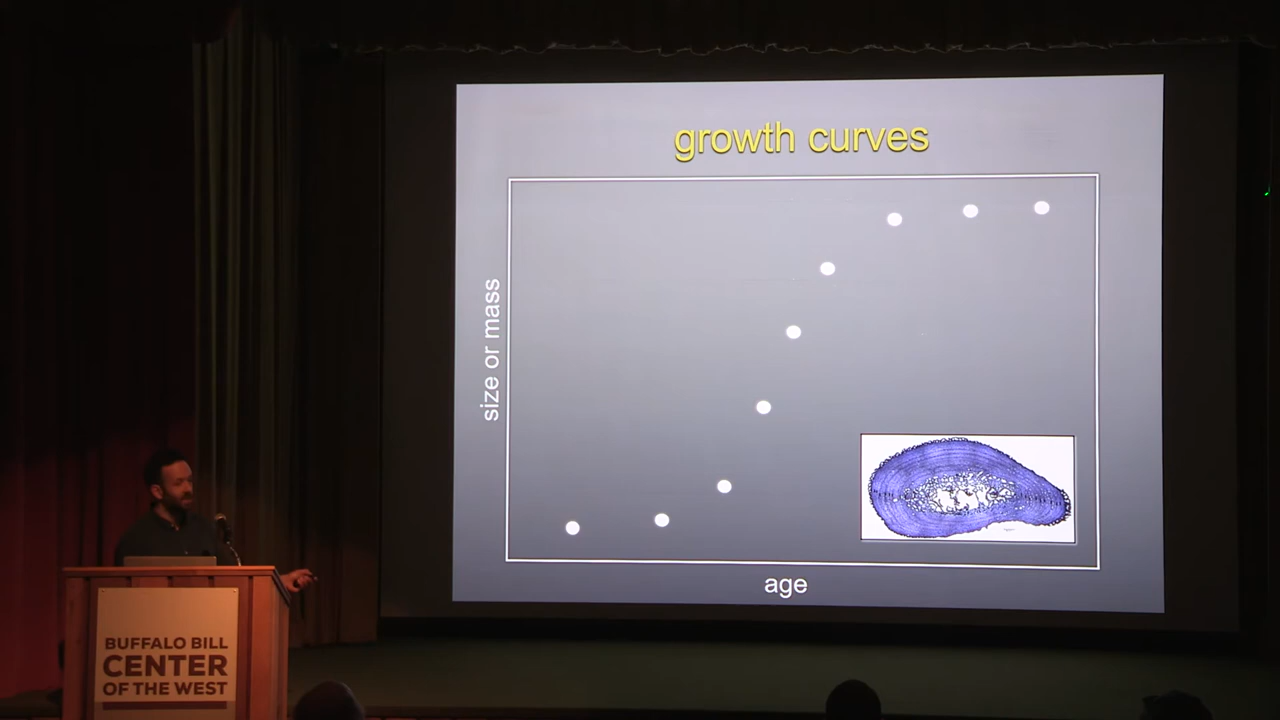 growth curves
size or mass
age
BUFFALO BILL
CENTER
OF THE WEST